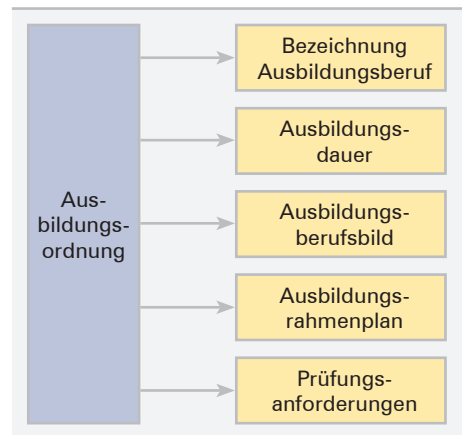 Aus-
bildungs-
ordnung
Bezeichnung
Ausbildungsberuf
Ausbildungs-
dauer
Ausbildungs-
berufsbild
Ausbildungs-
rahmenplan
Prüfungs-
anforderungen